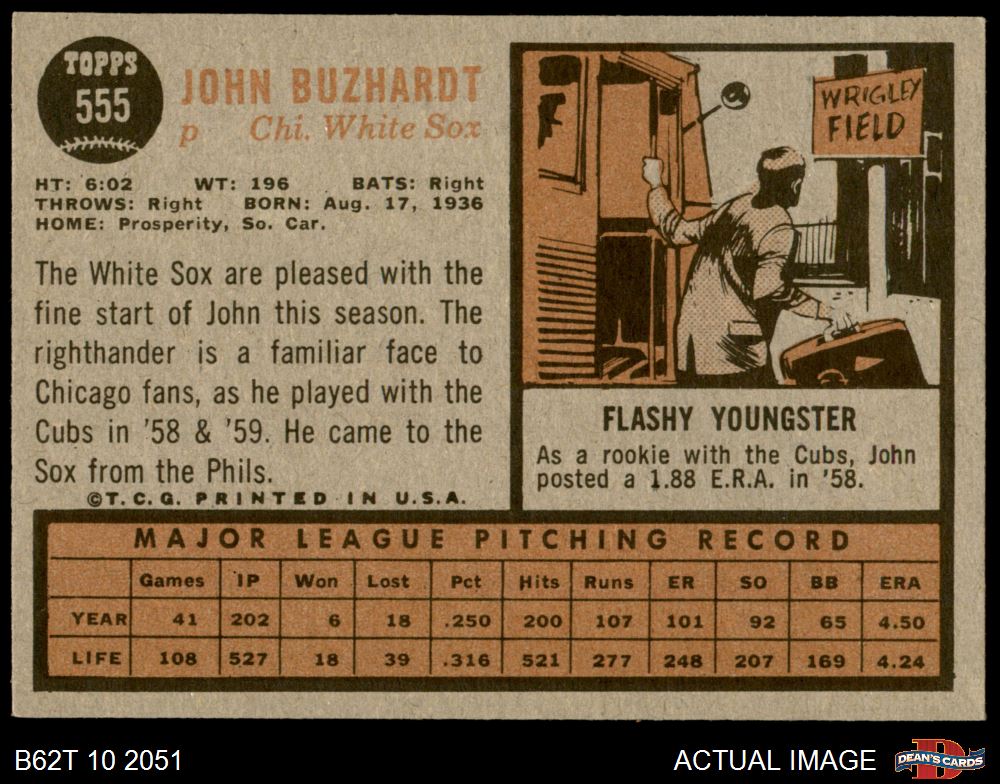 TOPPS
555
JOHN BUZHARDT
p Chi. White Sox
HT: 6:02 WT: 196 BATS: Right
THROWS: Right BORN: Aug. 17, 1936
HOME: Prosperity, So. Car.
The White Sox are pleased with the
fine start of John this season. The
righthander is a familiar face to
Chicago fans, as he played with the
Cubs in '58 & '59. He came to the
Sox from the Phils.
©T.C.G. PRINTED IN U.S.A.
WRIGLEY
FIELD
FLASHY YOUNGSTER
As a rookie with the Cubs, John
posted a 1.88 E.R.A. in '58.
MAJOR LEAGUE PITCHING RECORD
Games IP Won Lost Pct Hits Runs ER SO BB ERA
YEAR 41 202 6 18 .250 200 107 101 92 65 4.50
LIFE 108 527 18 39 .316 521 277 248 207 169 4.24
B62T 10 2051
ACTUAL IMAGE
DEAN'S CARDS